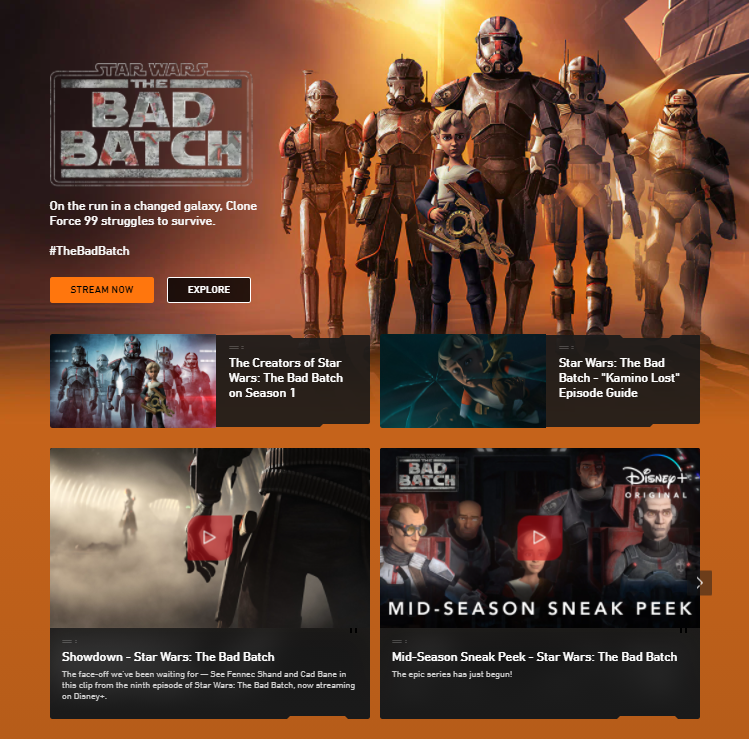 STAR WARS
THE
BAD
BATCH
On the run in a changed galaxy, Clone
Force 99 struggles to survive.
#TheBadBatch
STREAM NOW
EXPLORE
The Creators of Star
Wars: The Bad Batch
on Season 1
Star Wars: The Bad
Batch - "Kamino Lost"
Episode Guide
THE
BAD
BATCH
Disney+
ORIGINAL
MID-SEASON SNEAK PEEK
Showdown - Star Wars: The Bad Batch
The face-off we've been waiting for — See Fennec Shand and Cad Bane in
this clip from the ninth episode of Star Wars: The Bad Batch, now streaming
on Disney+.
Mid-Season Sneak Peek - Star Wars: The Bad Batch
The epic series has just begun!